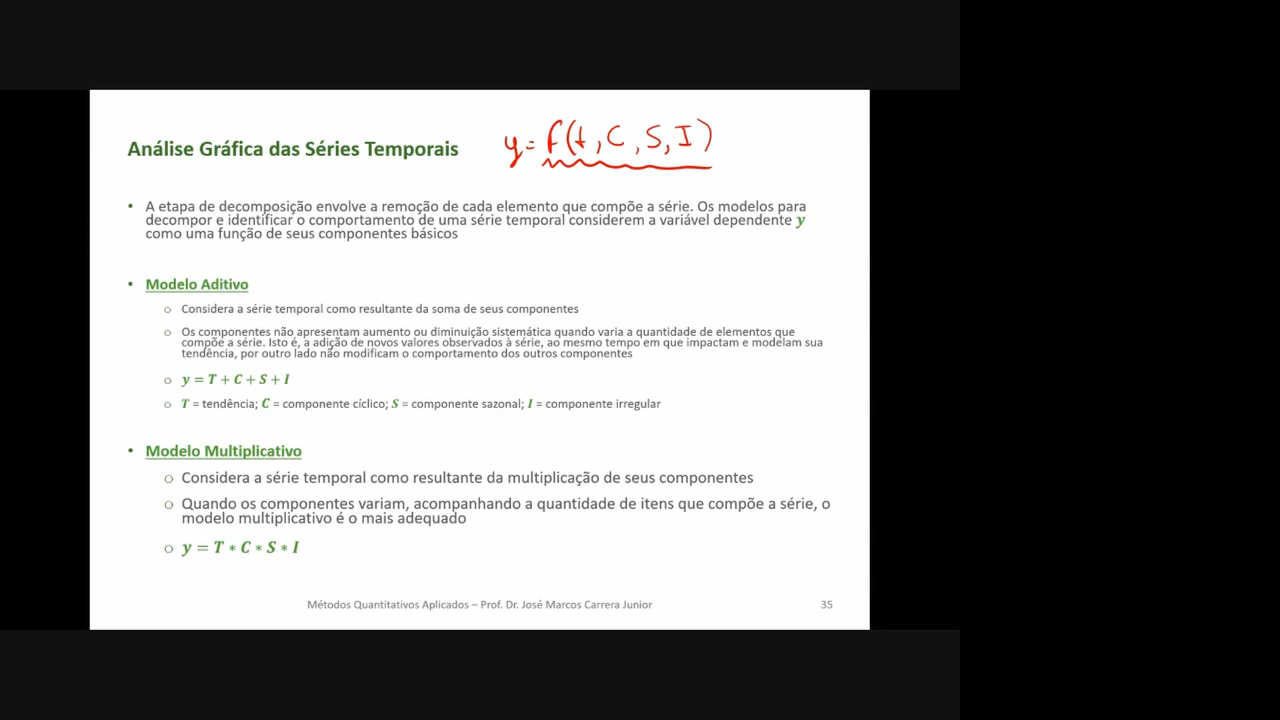 Análise Gráfica das Séries Temporais
y = f(t, C, S, I)
• A etapa de decomposição envolve a remoção de cada elemento que compõe a série. Os modelos para
decompor e identificar o comportamento de uma série temporal consideram a variável dependente y
como uma função de seus componentes básicos
• Modelo Aditivo
o Considera a série temporal como resultante da soma de seus componentes
o Os componentes não apresentam aumento ou diminuição sistemática quando varia a quantidade de elementos que
compõe a série. Isto é, a adição de novos valores observados à série, ao mesmo tempo em que impactam e modelam sua
tendência, por outro lado não modificam o comportamento dos outros componentes
o y = T + C + S + I
o T = tendência; C = componente cíclico; S = componente sazonal; I = componente irregular
• Modelo Multiplicativo
o Considera a série temporal como resultante da multiplicação de seus componentes
o Quando os componentes variam, acompanhando a quantidade de itens que compõe a série, o
modelo multiplicativo é o mais adequado
o y = T ∗ C ∗ S ∗ I
Métodos Quantitativos Aplicados – Prof. Dr. José Marcos Carrera Junior
35